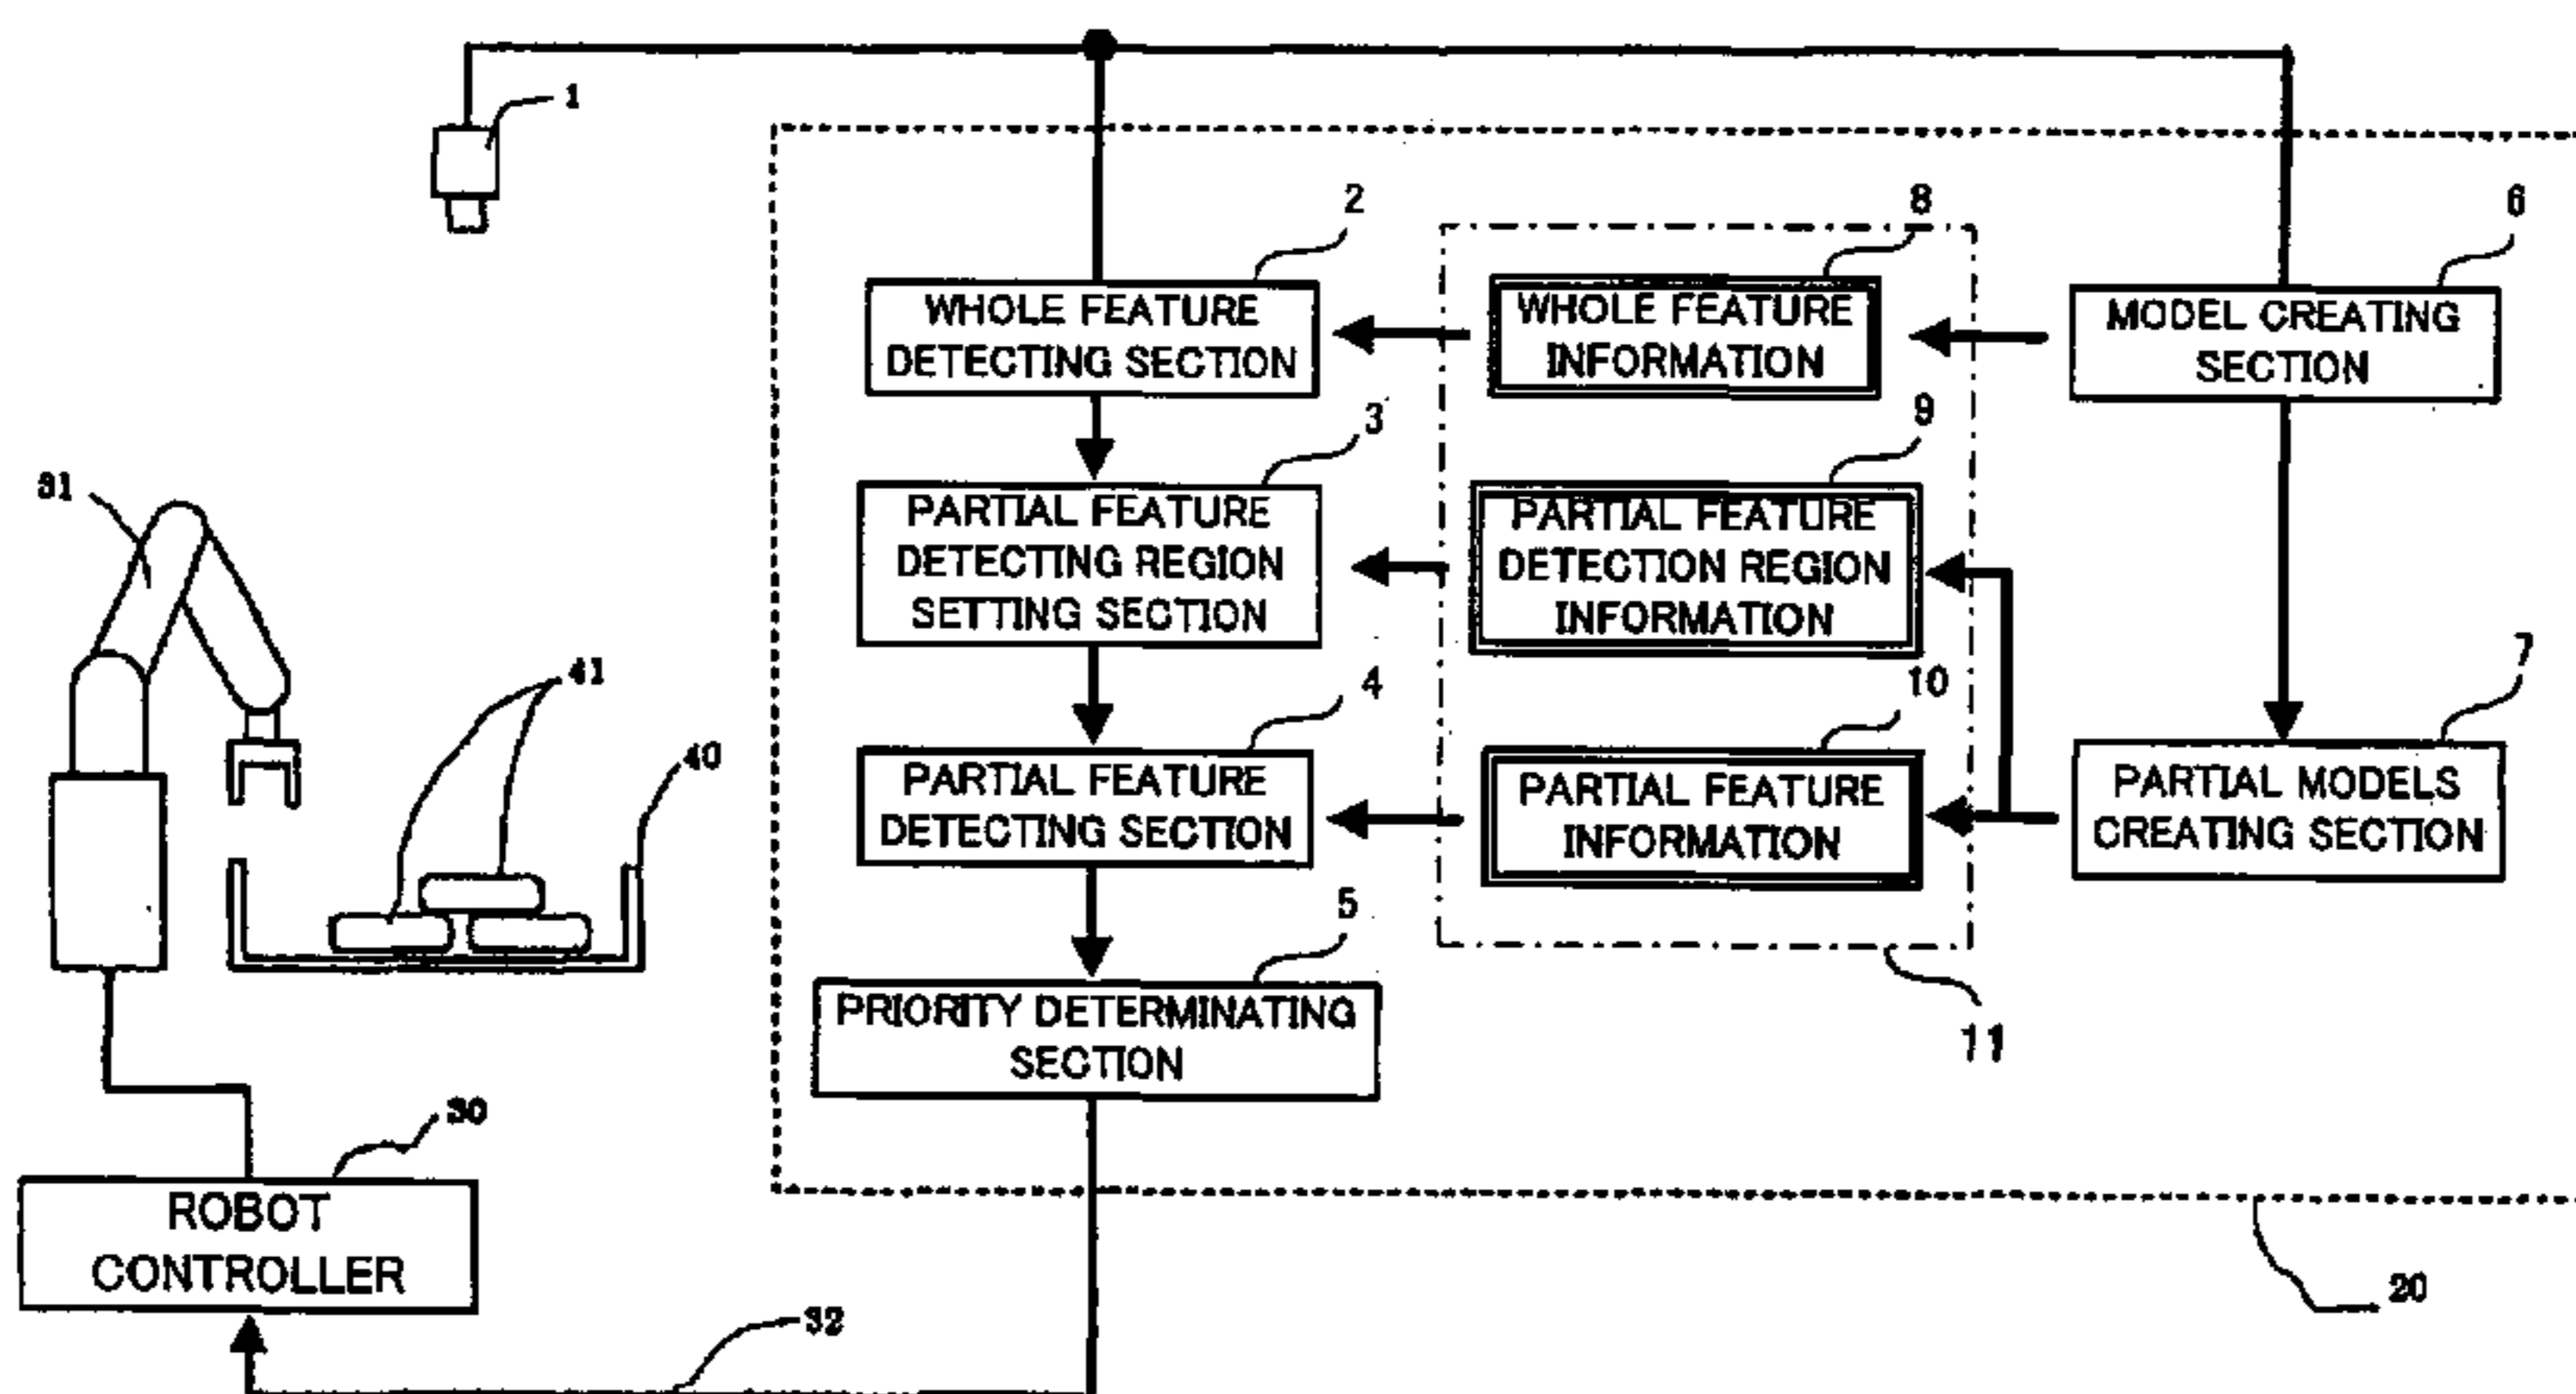 1
2
8
6
WHOLE FEATURE
DETECTING SECTION
WHOLE FEATURE
INFORMATION
MODEL CREATING
SECTION
3
9
31
PARTIAL FEATURE
DETECTING REGION
SETTING SECTION
PARTIAL FEATURE
DETECTION REGION
INFORMATION
41
4
10
7
40
PARTIAL FEATURE
DETECTING SECTION
PARTIAL FEATURE
INFORMATION
PARTIAL MODELS
CREATING SECTION
5
PRIORITY DETERMINATING
SECTION
11
30
ROBOT
CONTROLLER
32
20